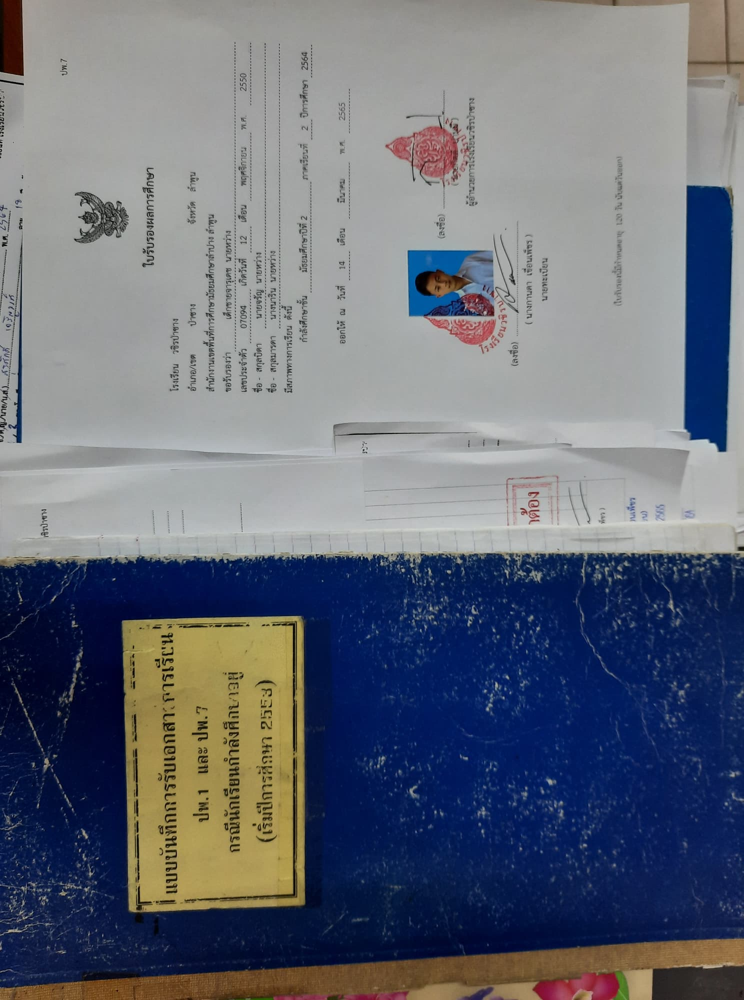 ปพ.7
ใบรับรองผลการศึกษา
โรงเรียน วชิรป่าซาง
อำเภอ/เขต ป่าซาง จังหวัด ลำพูน
สำนักงานเขตพื้นที่การศึกษามัธยมศึกษาลำปาง ลำพูน
ขอรับรองว่า เด็กชายจารุเดช นายหว่าง
เลขประจำตัว 07094 เกิดวันที่ 12 เดือน พฤศจิกายน พ.ศ. 2550
ชื่อ - สกุลบิดา นายจรัญ นายหว่าง
ชื่อ - สกุลมารดา นางนาริน นายหวาง
มีสภาพทางการเรียน ดังนี้
กำลังศึกษาชั้น มัธยมศึกษาปีที่ 2 ภาคเรียนที่ 2 ปีการศึกษา 2564
ออกให้ ณ วันที่ 14 เดือน มีนาคม พ.ศ. 2565
(ลงชื่อ)
ผู้อำนวยการโรงเรียนวชิรป่าซาง
โรงเรียนวชิรป่า
(ลงชื่อ)
( นางกานดา เขื่อนเพ็ชร )
นายทะเบียน
(ใบรับรองนี้มีกำหนดอายุ 120 วัน นับแต่วันออก)
พ.ศ. 2564
วชิรป่าซาง
าต้อง
พ็ชร )
นเพ็ชร
2565
แบบบันทึกการรับเอกสารการเรียน
ปพ.1 และ ปพ.7
กรณีนักเรียนกำลังศึกษาอยู่
(เริ่มปีการศึกษา 2553)